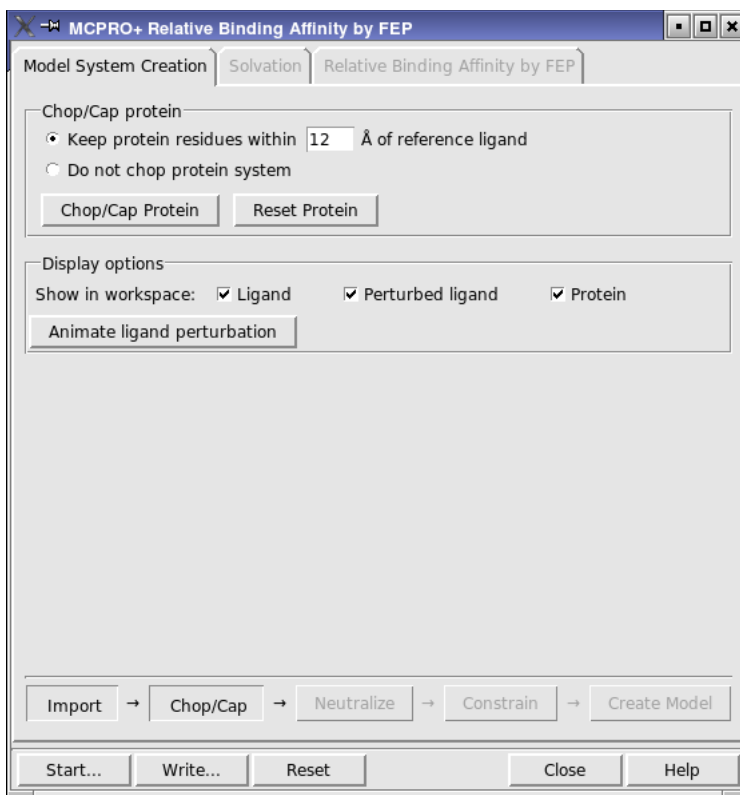 MCPRO+ Relative Binding Affinity by FEP
Model System Creation Solvation Relative Binding Affinity by FEP
Chop/Cap protein
Keep protein residues within 12 Å of reference ligand
Do not chop protein system
Chop/Cap Protein Reset Protein
Display options
Show in workspace: Ligand Perturbed ligand Protein
Animate ligand perturbation
Import → Chop/Cap → Neutralize → Constrain → Create Model
Start... Write... Reset Close Help